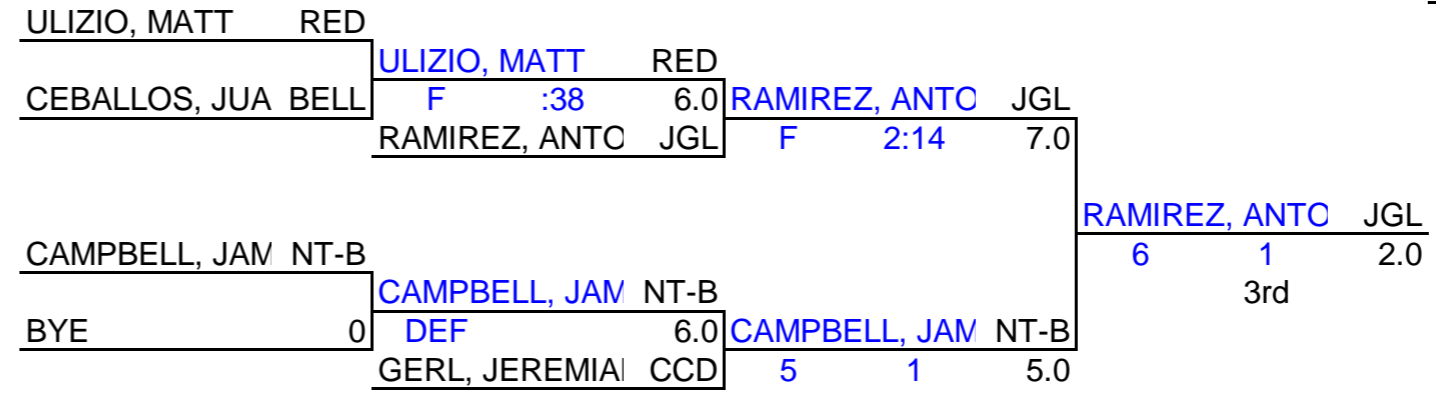 ULIZIO, MATT RED
ULIZIO, MATT RED
CEBALLOS, JUA BELL F :38 6.0 RAMIREZ, ANTO JGL
RAMIREZ, ANTO JGL F 2:14 7.0
RAMIREZ, ANTO JGL
CAMPBELL, JAM NT-B 6 1 2.0
CAMPBELL, JAM NT-B 3rd
BYE 0 DEF 6.0 CAMPBELL, JAM NT-B
GERL, JEREMIAH CCD 5 1 5.0